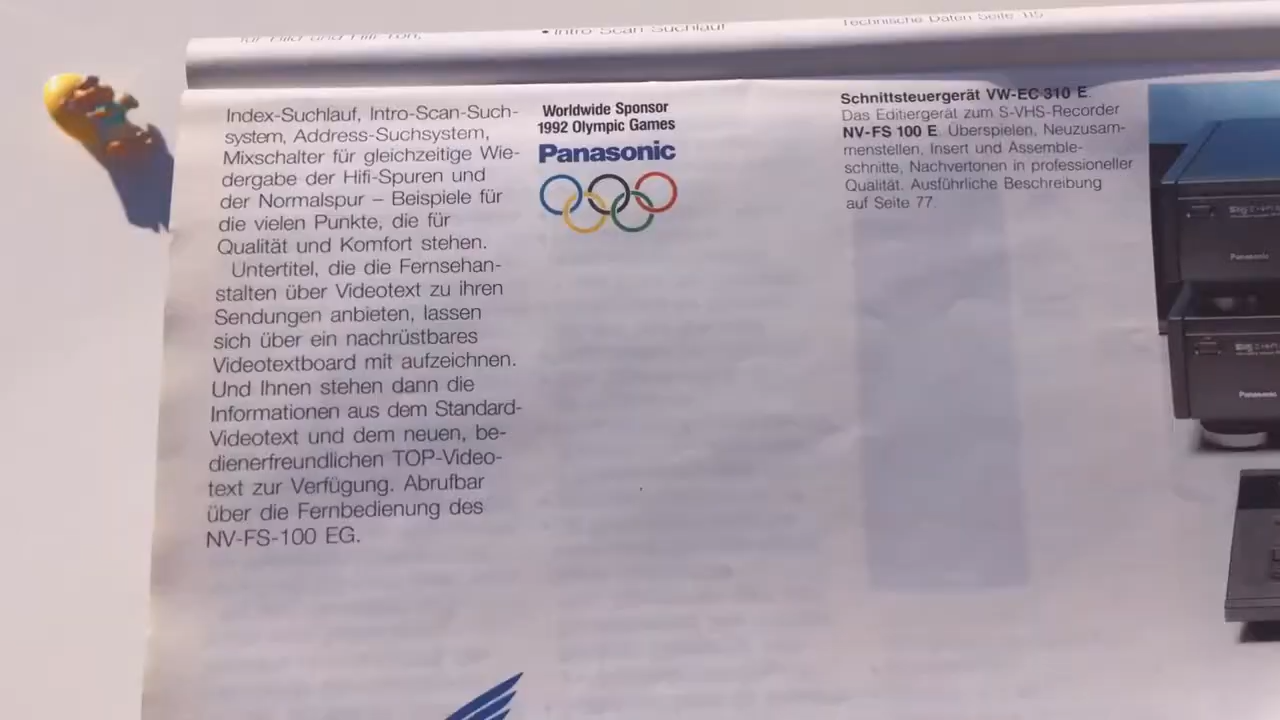 • Intro-Scan-Suchlauf
Technische Daten Seite 115
Index-Suchlauf, Intro-Scan-Such-
system, Address-Suchsystem,
Mixschalter für gleichzeitige Wie-
dergabe der Hifi-Spuren und
der Normalspur – Beispiele für
die vielen Punkte, die für
Qualität und Komfort stehen.
Untertitel, die die Fernsehan-
stalten über Videotext zu ihren
Sendungen anbieten, lassen
sich über ein nachrüstbares
Videotextboard mit aufzeichnen.
Und Ihnen stehen dann die
Informationen aus dem Standard-
Videotext und dem neuen, be-
dienerfreundlichen TOP-Video-
text zur Verfügung. Abrufbar
über die Fernbedienung des
NV-FS-100 EG.
Worldwide Sponsor
1992 Olympic Games
Panasonic
Schnittsteuergerät VW-EC 310 E.
Das Editiergerät zum S-VHS-Recorder
NV-FS 100 E. Überspielen, Neuzusam-
menstellen, Insert und Assemble-
schnitte, Nachvertonen in professioneller
Qualität. Ausführliche Beschreibung
auf Seite 77.
Panasonic
Panasonic